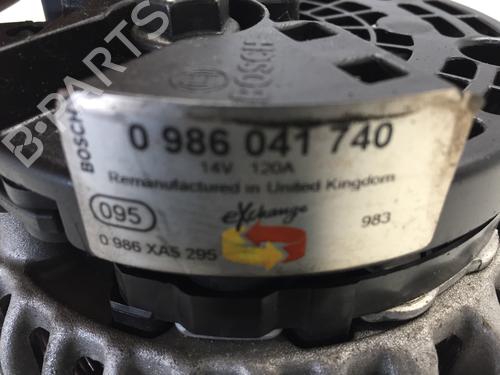 BOSCH
B-PARTS
BOSCH
0 986 041 740
14V 120A
Remanufactured in United Kingdom
095
eXchange
983
0 986 XAS 295